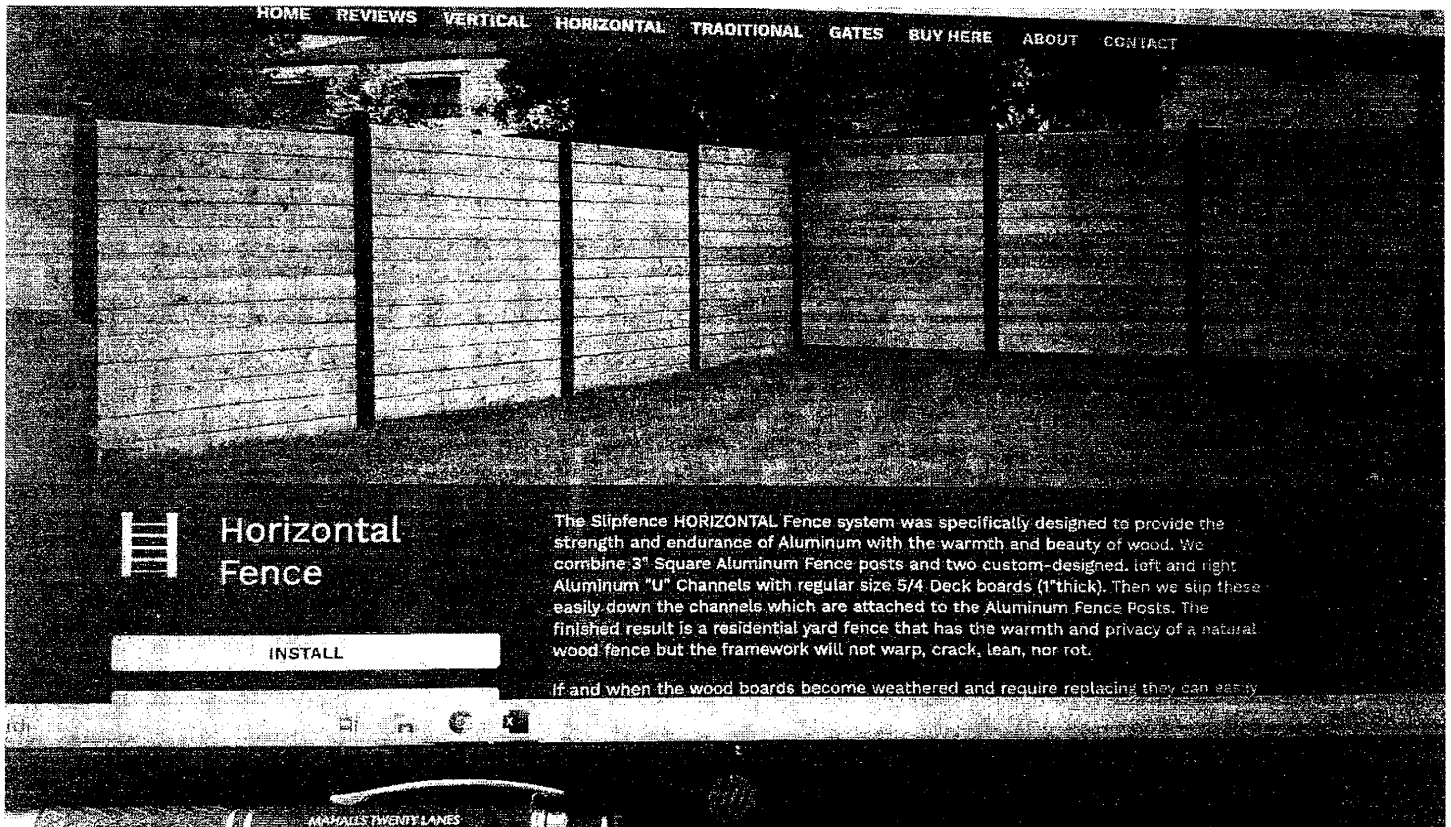 HOME REVIEWS VERTICAL HORIZONTAL TRADITIONAL GATES BUY HERE ABOUT CONTACT
Horizontal
Fence
INSTALL
The Slipfence HORIZONTAL Fence system was specifically designed to provide the
strength and endurance of Aluminum with the warmth and beauty of wood. We
combine 3" Square Aluminum Fence posts and two custom-designed. left and right
Aluminum "U" Channels with regular size 5/4 Deck boards (1"thick). Then we slip these
easily down the channels which are attached to the Aluminum Fence Posts. The
finished result is a residential yard fence that has the warmth and privacy of a natural
wood fence but the framework will not warp, crack, lean, nor rot.
If and when the wood boards become weathered and require replacing they can easily
MAHALLS TWENTY LANES